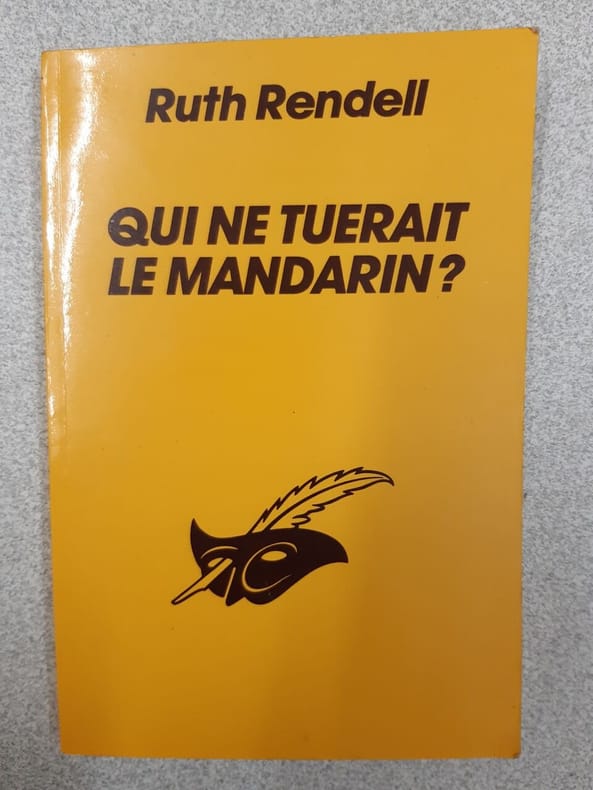 Ruth Rendell
QUI NE TUERAIT
LE MANDARIN?